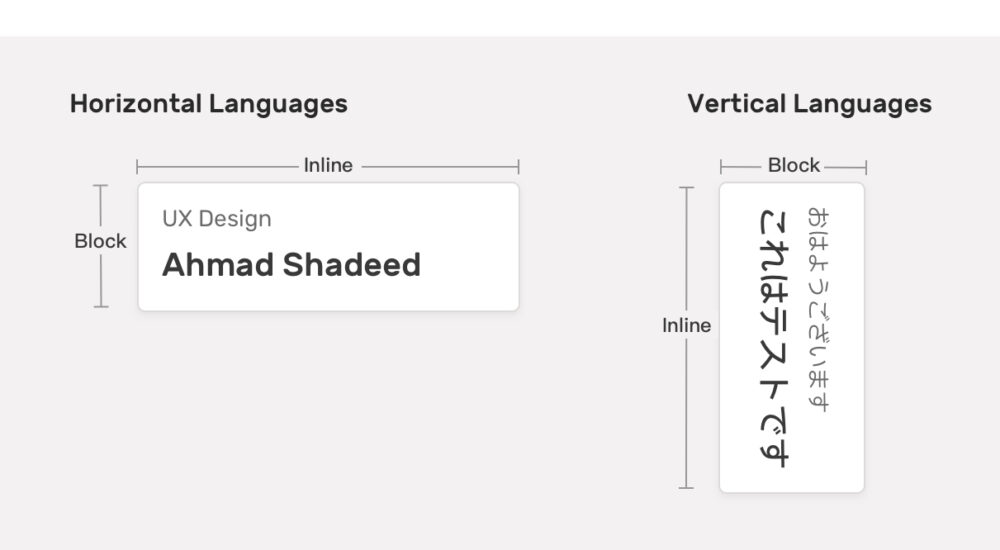 Horizontal Languages
Inline
Block
UX Design
Ahmad Shadeed
Vertical Languages
Block
Inline
おはようございます
これはテストです